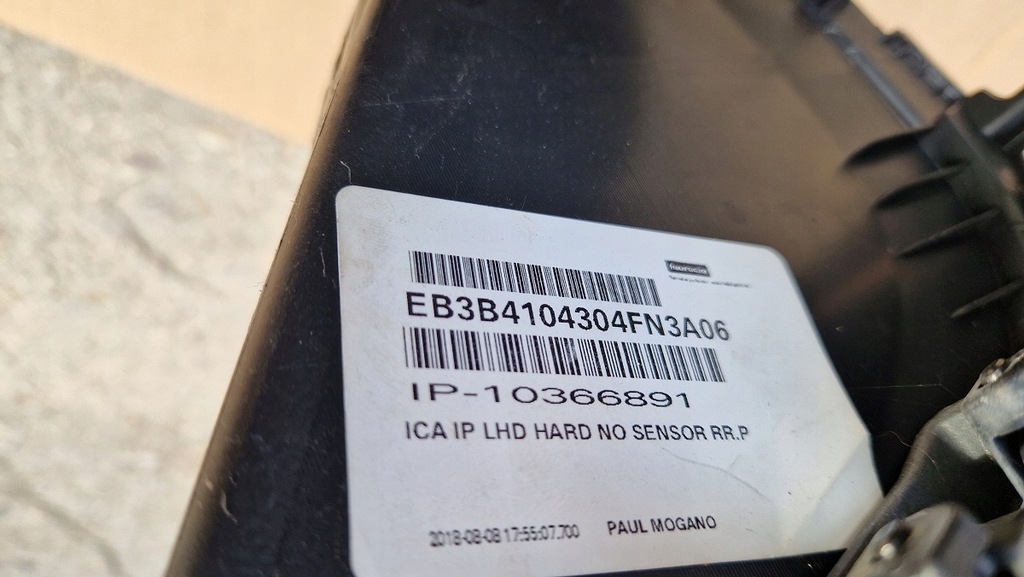 faurecia
EB3B4104304FN3A06
IP-10366891
ICA IP LHD HARD NO SENSOR RR.P
2018-08-08 17:55:07.700 PAUL MOGANO